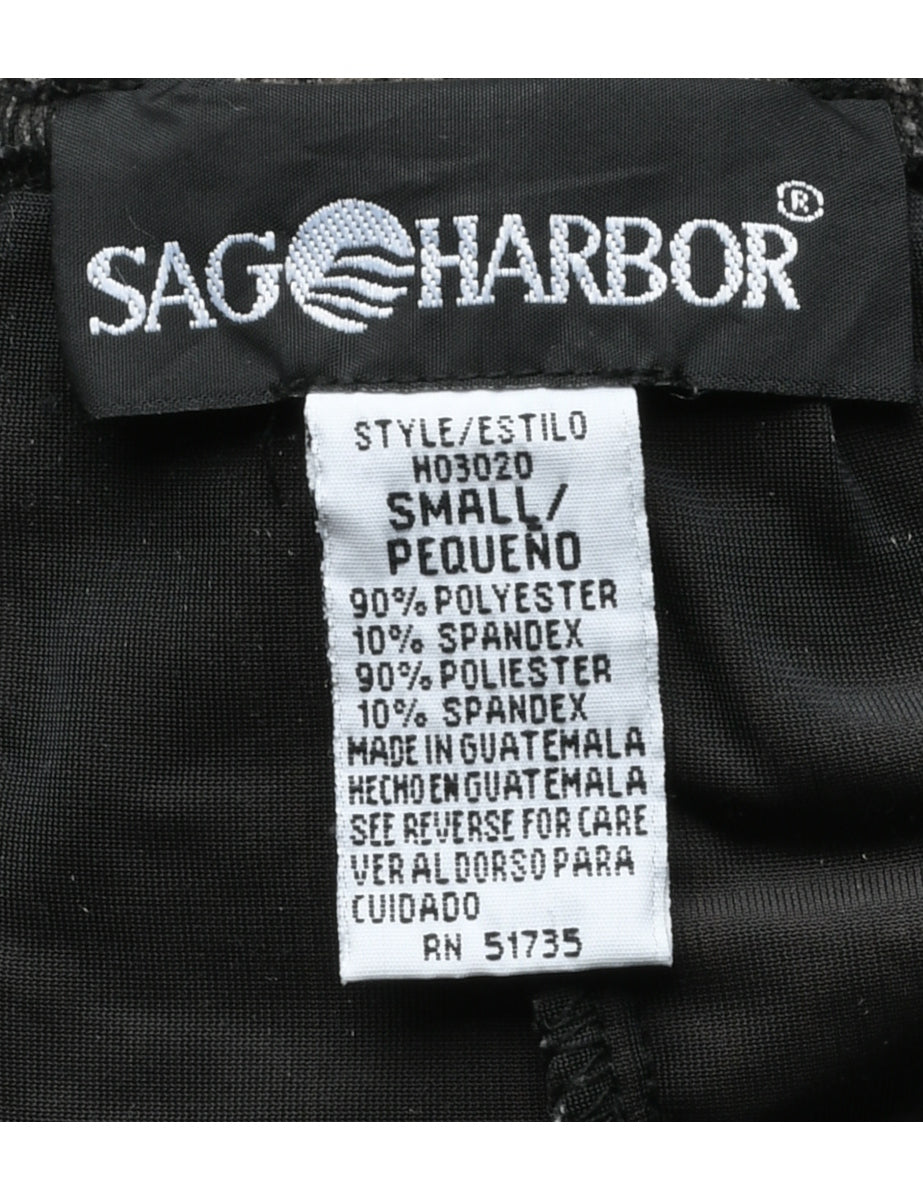 SAG HARBOR®
STYLE/ESTILO
H03020
SMALL/
PEQUEÑO
90% POLYESTER
10% SPANDEX
90% POLIESTER
10% SPANDEX
MADE IN GUATEMALA
HECHO EN GUATEMALA
SEE REVERSE FOR CARE
VER AL DORSO PARA
CUIDADO
RN 51735